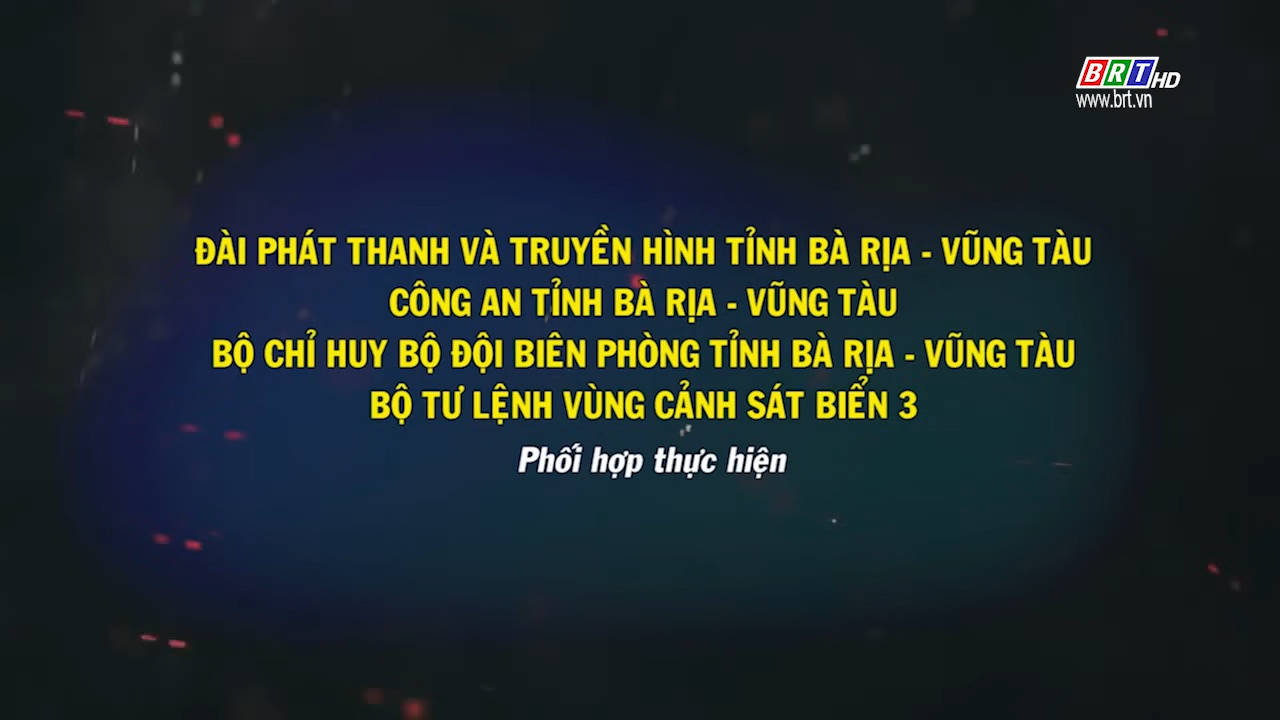 BRT HD
www.brt.vn
ĐÀI PHÁT THANH VÀ TRUYỀN HÌNH TỈNH BÀ RỊA - VŨNG TÀU
CÔNG AN TỈNH BÀ RỊA - VŨNG TÀU
BỘ CHỈ HUY BỘ ĐỘI BIÊN PHÒNG TỈNH BÀ RỊA - VŨNG TÀU
BỘ TƯ LỆNH VÙNG CẢNH SÁT BIỂN 3
Phối hợp thực hiện